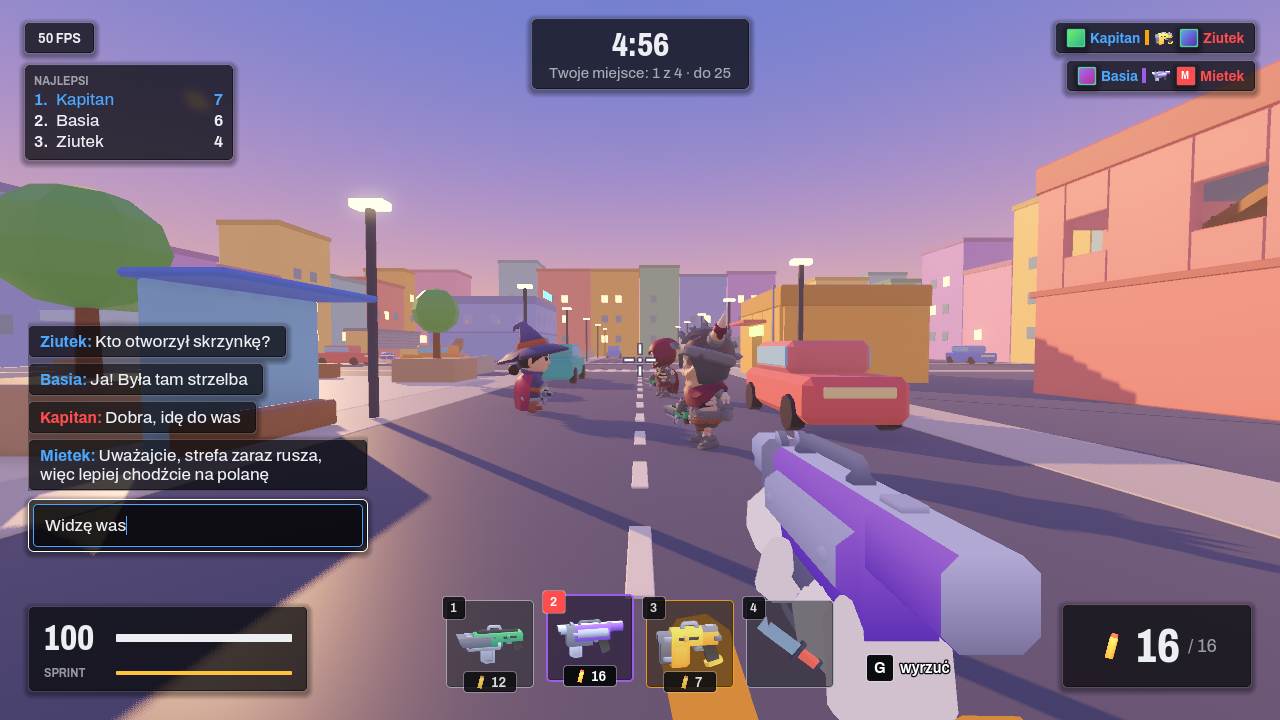 50 FPS
NAJLEPSI
1. Kapitan 7
2. Basia 6
3. Ziutek 4
4:56
Twoje miejsce: 1 z 4 · do 25
Kapitan Ziutek
Basia M Mietek
Ziutek: Kto otworzył skrzynkę?
Basia: Ja! Była tam strzelba
Kapitan: Dobra, idę do was
Mietek: Uważajcie, strefa zaraz rusza,
więc lepiej chodźcie na polanę
Widzę was
100
SPRINT
1 12
2 16
3 7
4
G wyrzuć
16 / 16